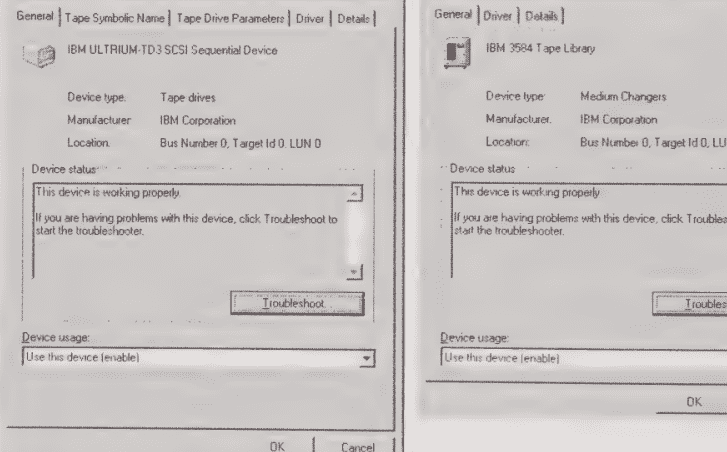 General Tape Symbolic Name Tape Drive Parameters Driver Details
IBM ULTRIUM-TD3 SCSI Sequential Device
Device type: Tape drives
Manufacturer IBM Corporation
Location. Bus Number 0, Target Id 0. LUN 0
Device status
This device is working properly.
If you are having problems with this device, click Troubleshoot to
start the troubleshooter.
Troubleshoot...
Device usage:
Use this device (enable)
OK Cancel
General Driver Details
IBM 3584 Tape Library
Device type: Medium Changers
Manufacturer. IBM Corporation
Location: Bus Number 0, Target Id 0, LU
Device status
This device is working properly
If you are having problems with this device, click Troubles
start the troubleshooter.
Troubles
Device usage:
Use this device (enable)
OK